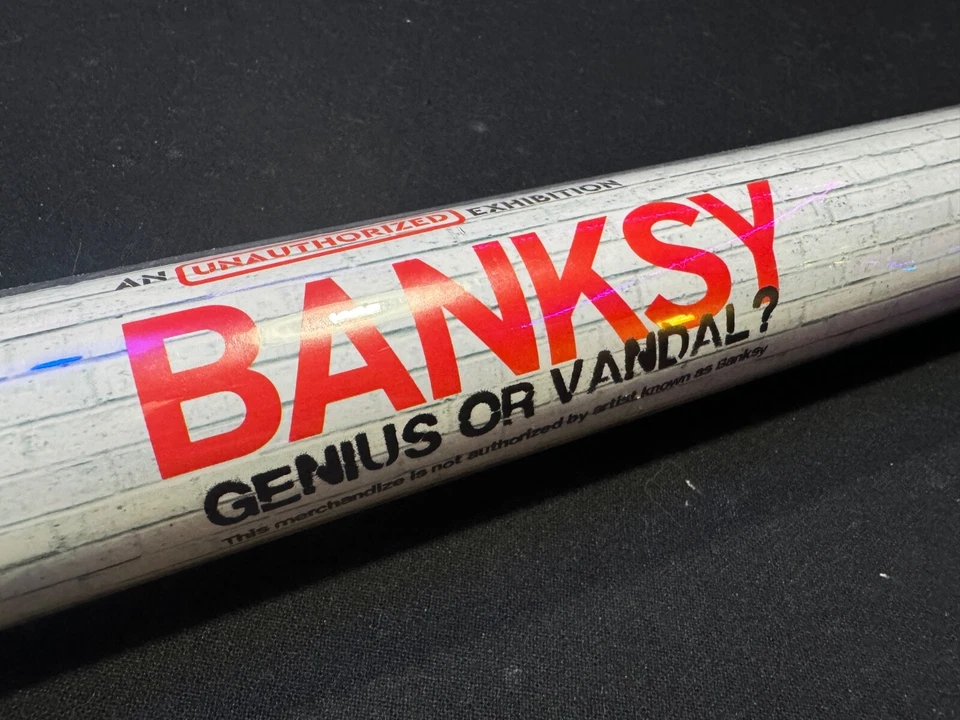 AN UNAUTHORIZED EXHIBITION
BANKSY
GENIUS OR VANDAL?
This merchandize is not authorized by artist known as Banksy